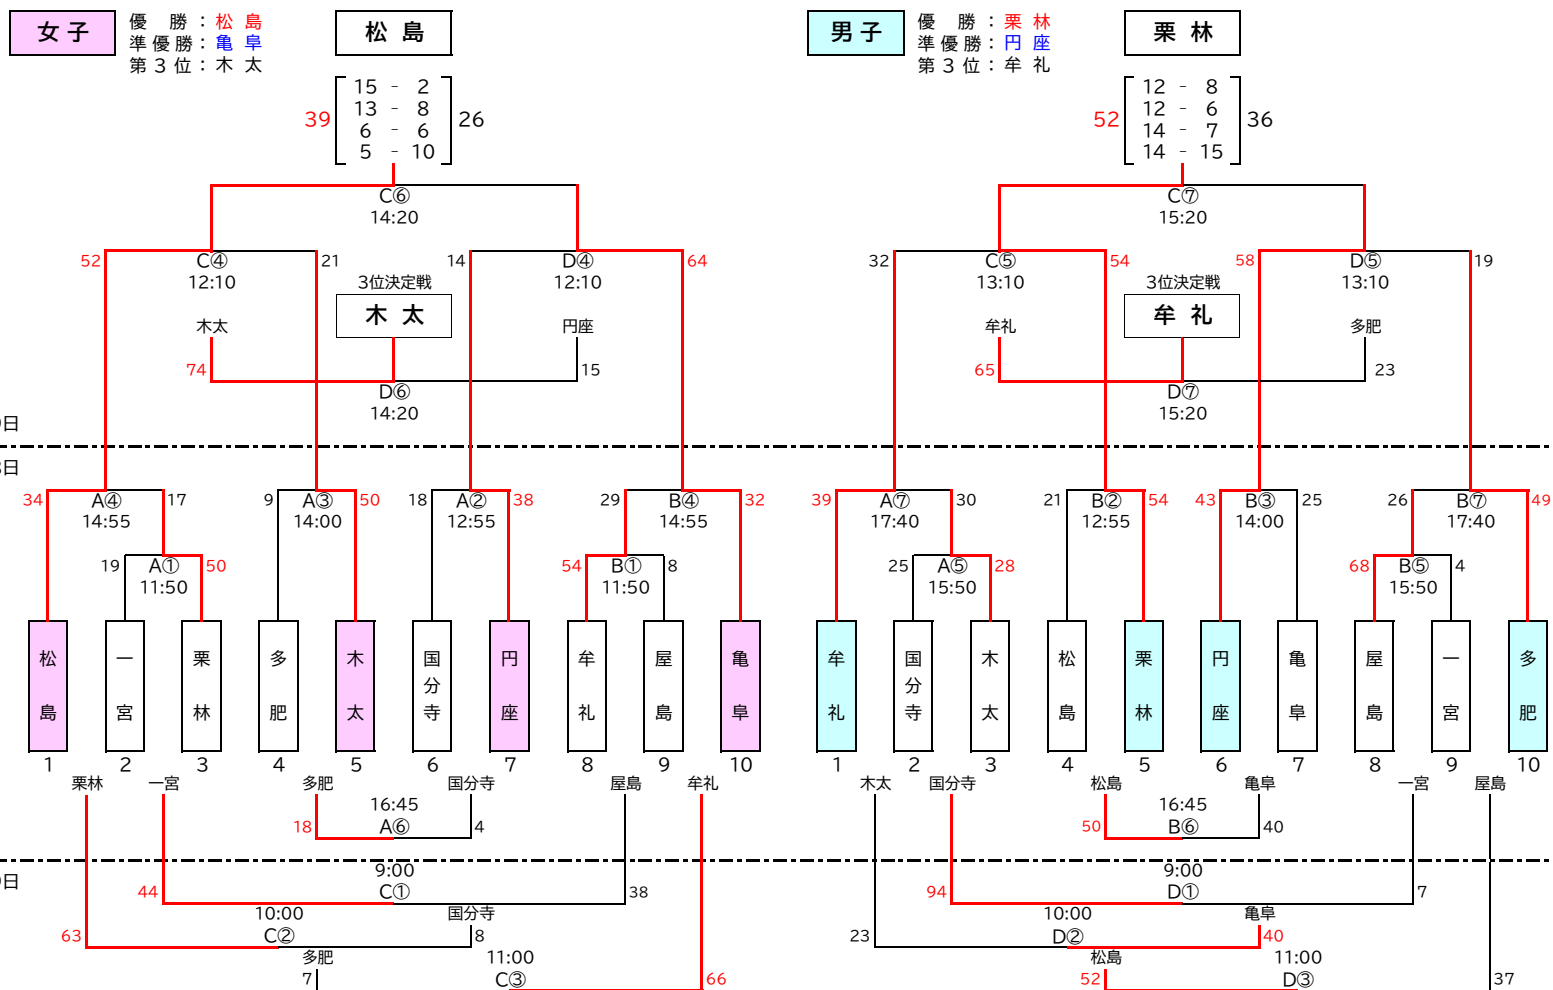 女子
優　勝：松 島
準優勝：亀 阜
第３位：木 太
松 島
39
15 - 2
13 - 8
6 - 6
5 - 10
26
C⑥
14:20
52
C④
12:10
21
14
D④
12:10
64
3位決定戦
木 太
木太
円座
74
15
D⑥
14:20
34
A④
14:55
17
9
A③
14:00
50
18
A②
12:55
38
29
B④
14:55
32
19
A①
11:50
50
54
B①
11:50
8
松島
一宮
栗林
多肥
木太
国分寺
円座
牟礼
屋島
亀阜
1 2 3 4 5 6 7 8 9 10
栗林 一宮 多肥 国分寺 屋島 牟礼
16:45
18
A⑥
4
9:00
44
C①
38
10:00
国分寺
63
C②
8
多肥
11:00
7
C③
66
男子
優　勝：栗 林
準優勝：円 座
第３位：牟 礼
栗 林
52
12 - 8
12 - 6
14 - 7
14 - 15
36
C⑦
15:20
32
C⑤
13:10
54
58
D⑤
13:10
19
3位決定戦
牟 礼
牟礼
多肥
65
23
D⑦
15:20
39
A⑦
17:40
30
21
B②
12:55
54
43
B③
14:00
25
26
B⑦
17:40
49
25
A⑤
15:50
28
68
B⑤
15:50
4
牟礼
国分寺
木太
松島
栗林
円座
亀阜
屋島
一宮
多肥
1 2 3 4 5 6 7 8 9 10
木太 国分寺 松島 亀阜 一宮 屋島
16:45
50
B⑥
40
9:00
94
D①
7
10:00
亀阜
23
D②
40
松島
11:00
52
D③
37
日
日
日